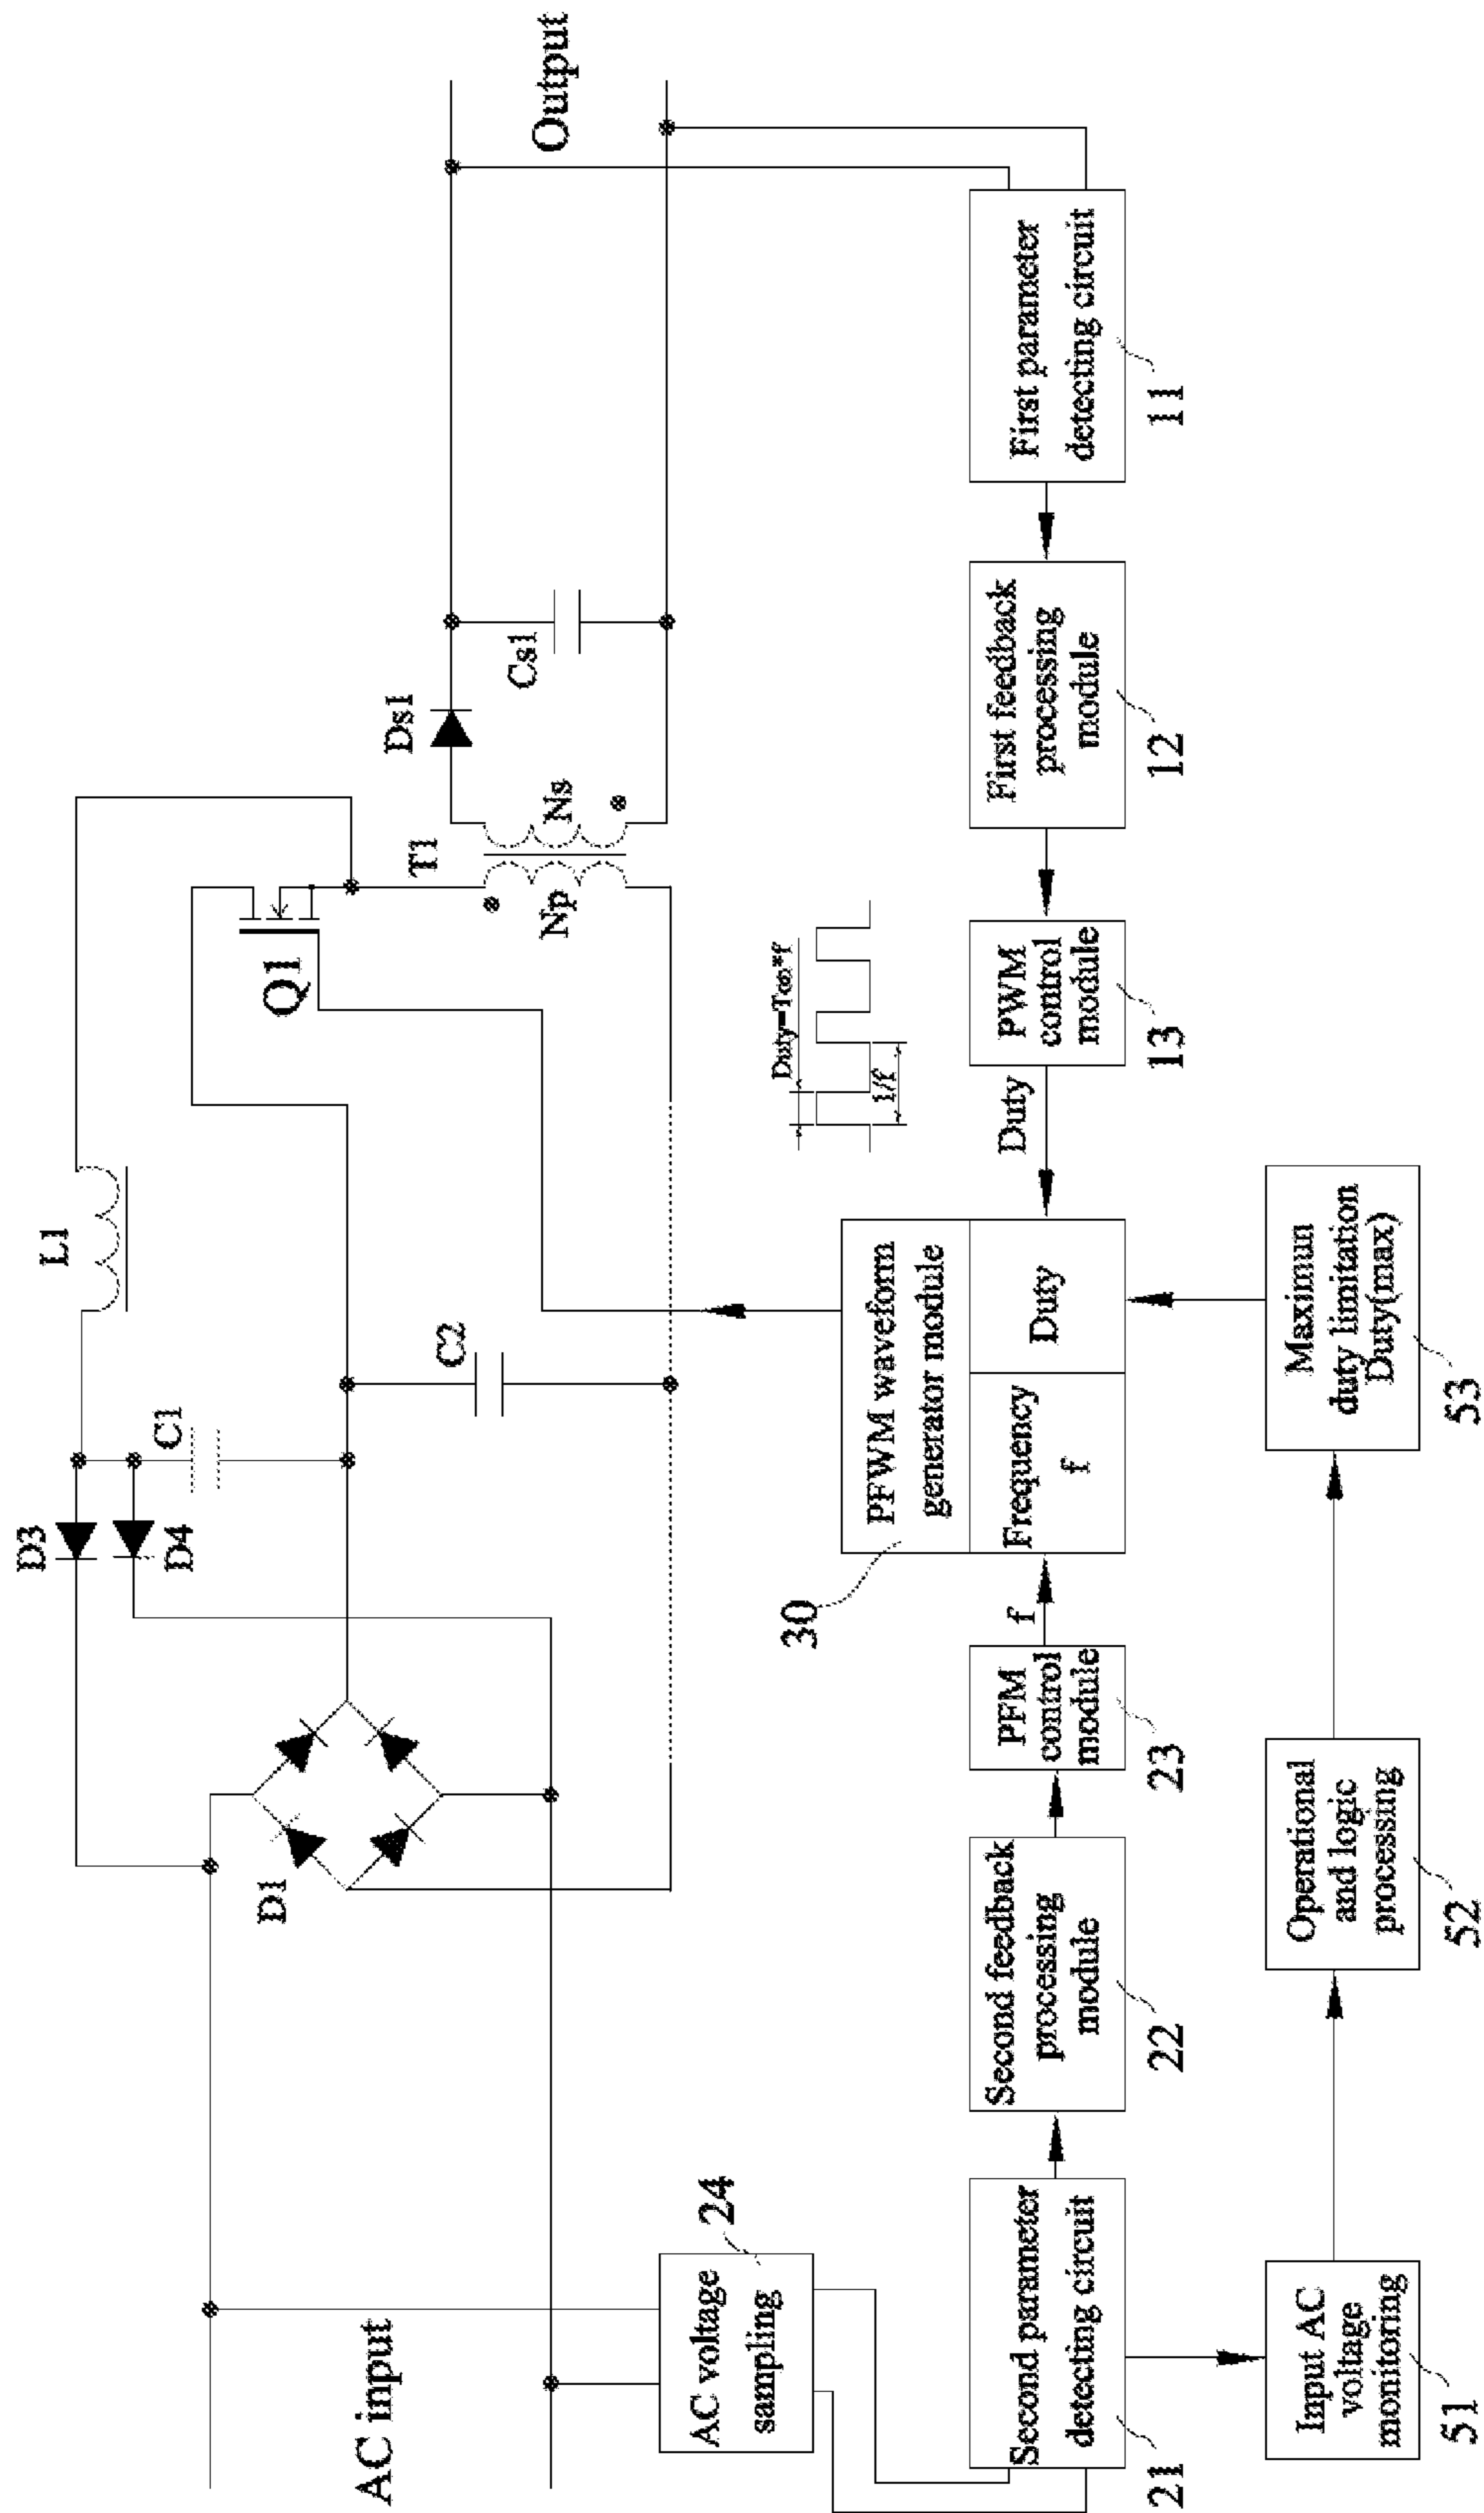 AC input
D1
D3
D4
C1
L1
C2
Q1
T1
Np
Ns
Ds1
Cs1
Output
AC voltage
sampling
24
Duty=Ton*f
1/f
Second parameter
detecting circuit
21
Second feedback
processing
module
22
PFM
control
module
23
f
PFWM waveform
generator module
Frequency
f
Duty
30
Duty
PWM
control
module
13
First feedback
processing
module
12
First parameter
detecting circuit
11
Input AC
voltage
monitoring
51
Operational
and logic
processing
52
Maximun
duty limitation
Duty(max)
53